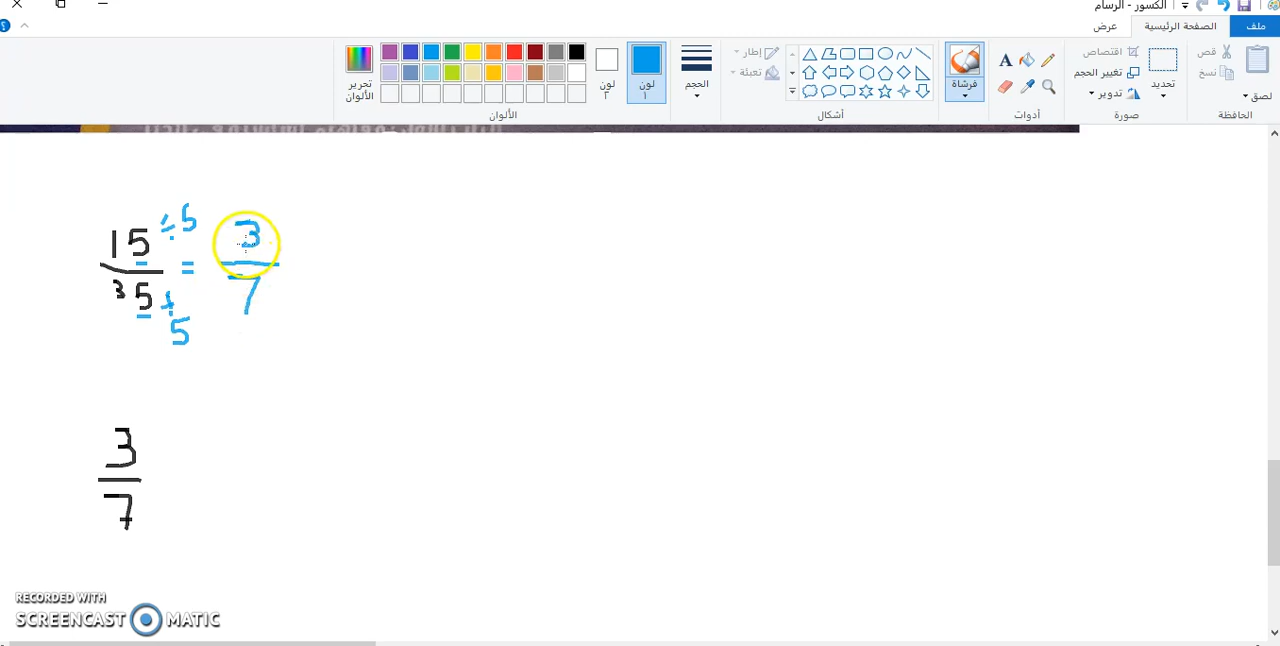 الكسور - الرسام
ملف
الصفحة الرئيسية
عرض
لصق
قص
نسخ
الحافظة
تحديد
اقتصاص
تغيير الحجم
تدوير
صورة
A
أدوات
فرشاة
إطار
تعبئة
أشكال
الحجم
لون
١
لون
٢
الألوان
تحرير
الألوان
15 ÷5
35 ÷
5
=
3
7
3
7
RECORDED WITH
SCREENCAST MATIC